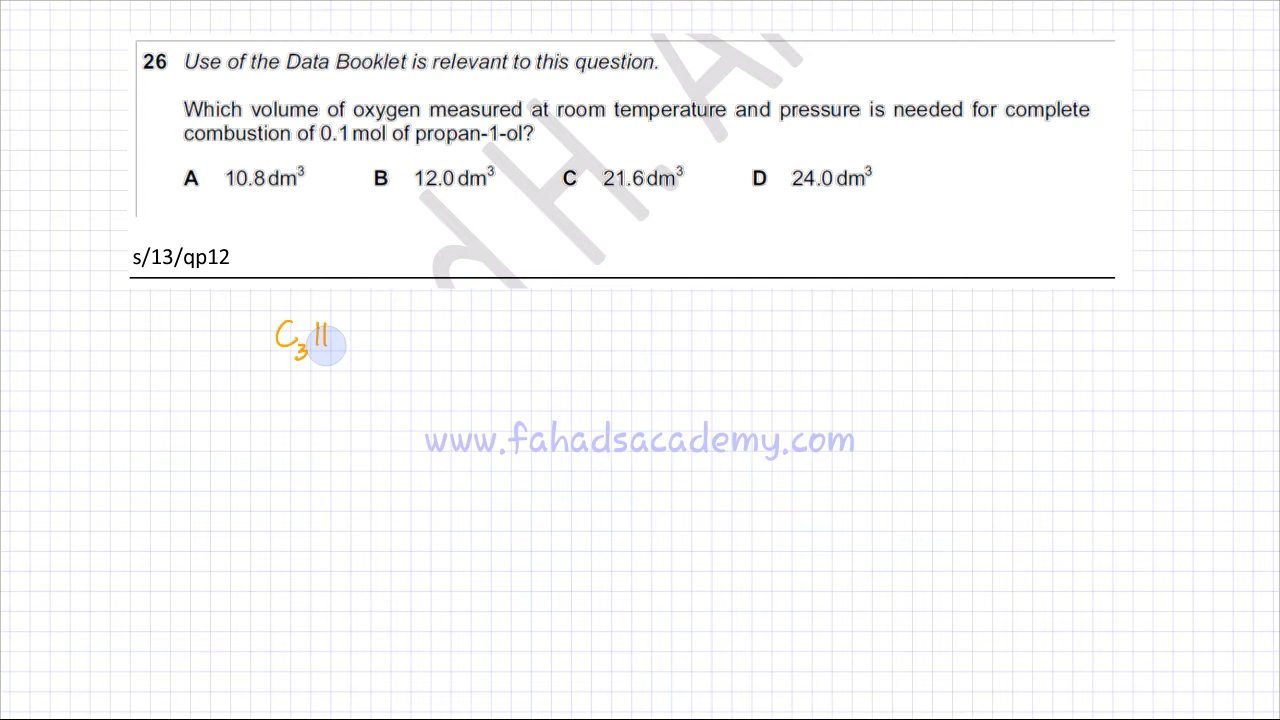 26 Use of the Data Booklet is relevant to this question.
Which volume of oxygen measured at room temperature and pressure is needed for complete
combustion of 0.1 mol of propan-1-ol?
A 10.8 dm³ B 12.0 dm³ C 21.6 dm³ D 24.0 dm³
s/13/qp12
C₃
www.fahadsacademy.com